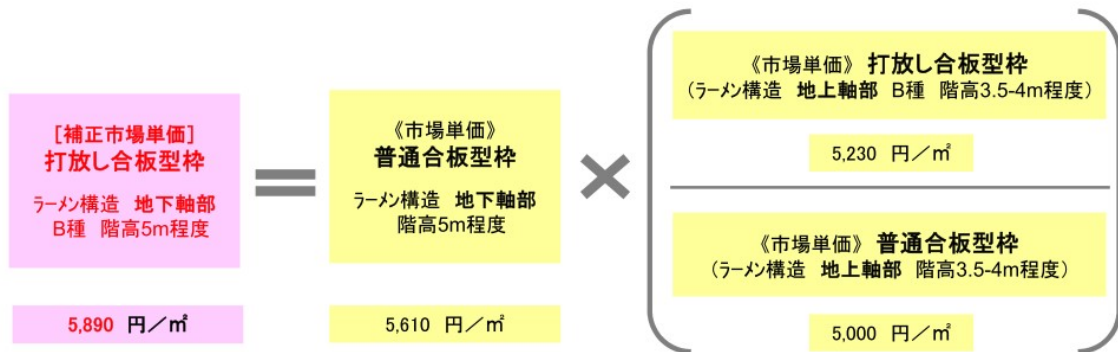 [補正市場単価]
打放し合板型枠
ラーメン構造 地下軸部
B種 階高5m程度
5,890 円/㎡
=
《市場単価》
普通合板型枠
ラーメン構造 地下軸部
階高5m程度
5,610 円/㎡
×
《市場単価》 打放し合板型枠
(ラーメン構造 地上軸部 B種 階高3.5-4m程度)
5,230 円/㎡
《市場単価》 普通合板型枠
(ラーメン構造 地上軸部 階高3.5-4m程度)
5,000 円/㎡